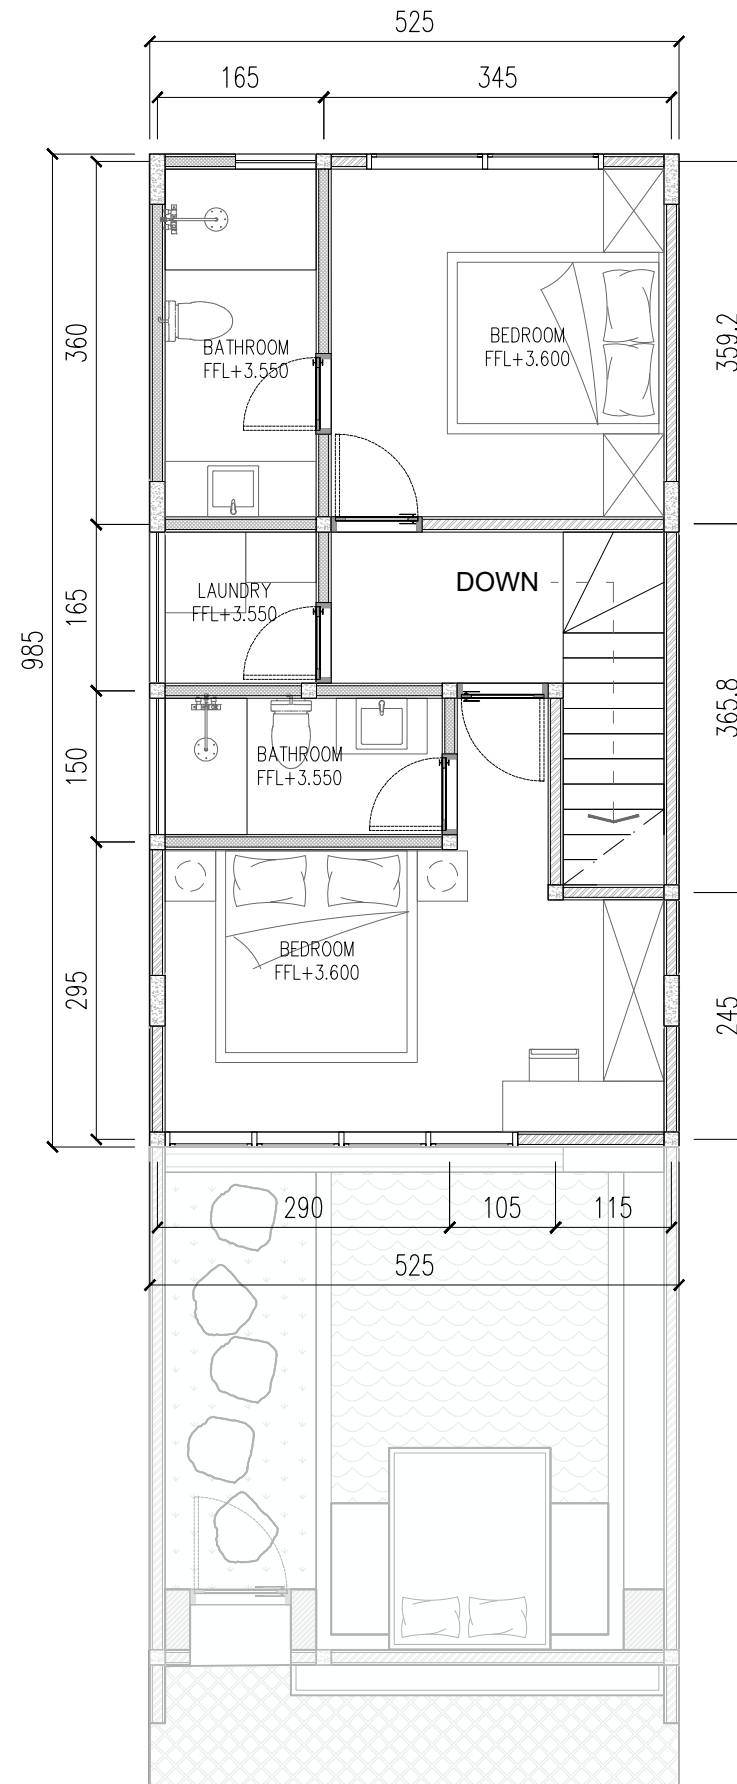 525
165
345
360
359.2
BATHROOM
FFL+3.550
BEDROOM
FFL+3.600
985
165
LAUNDRY
FFL+3.550
DOWN
365.8
150
BATHROOM
FFL+3.550
295
BEDROOM
FFL+3.600
245
290
105
115
525